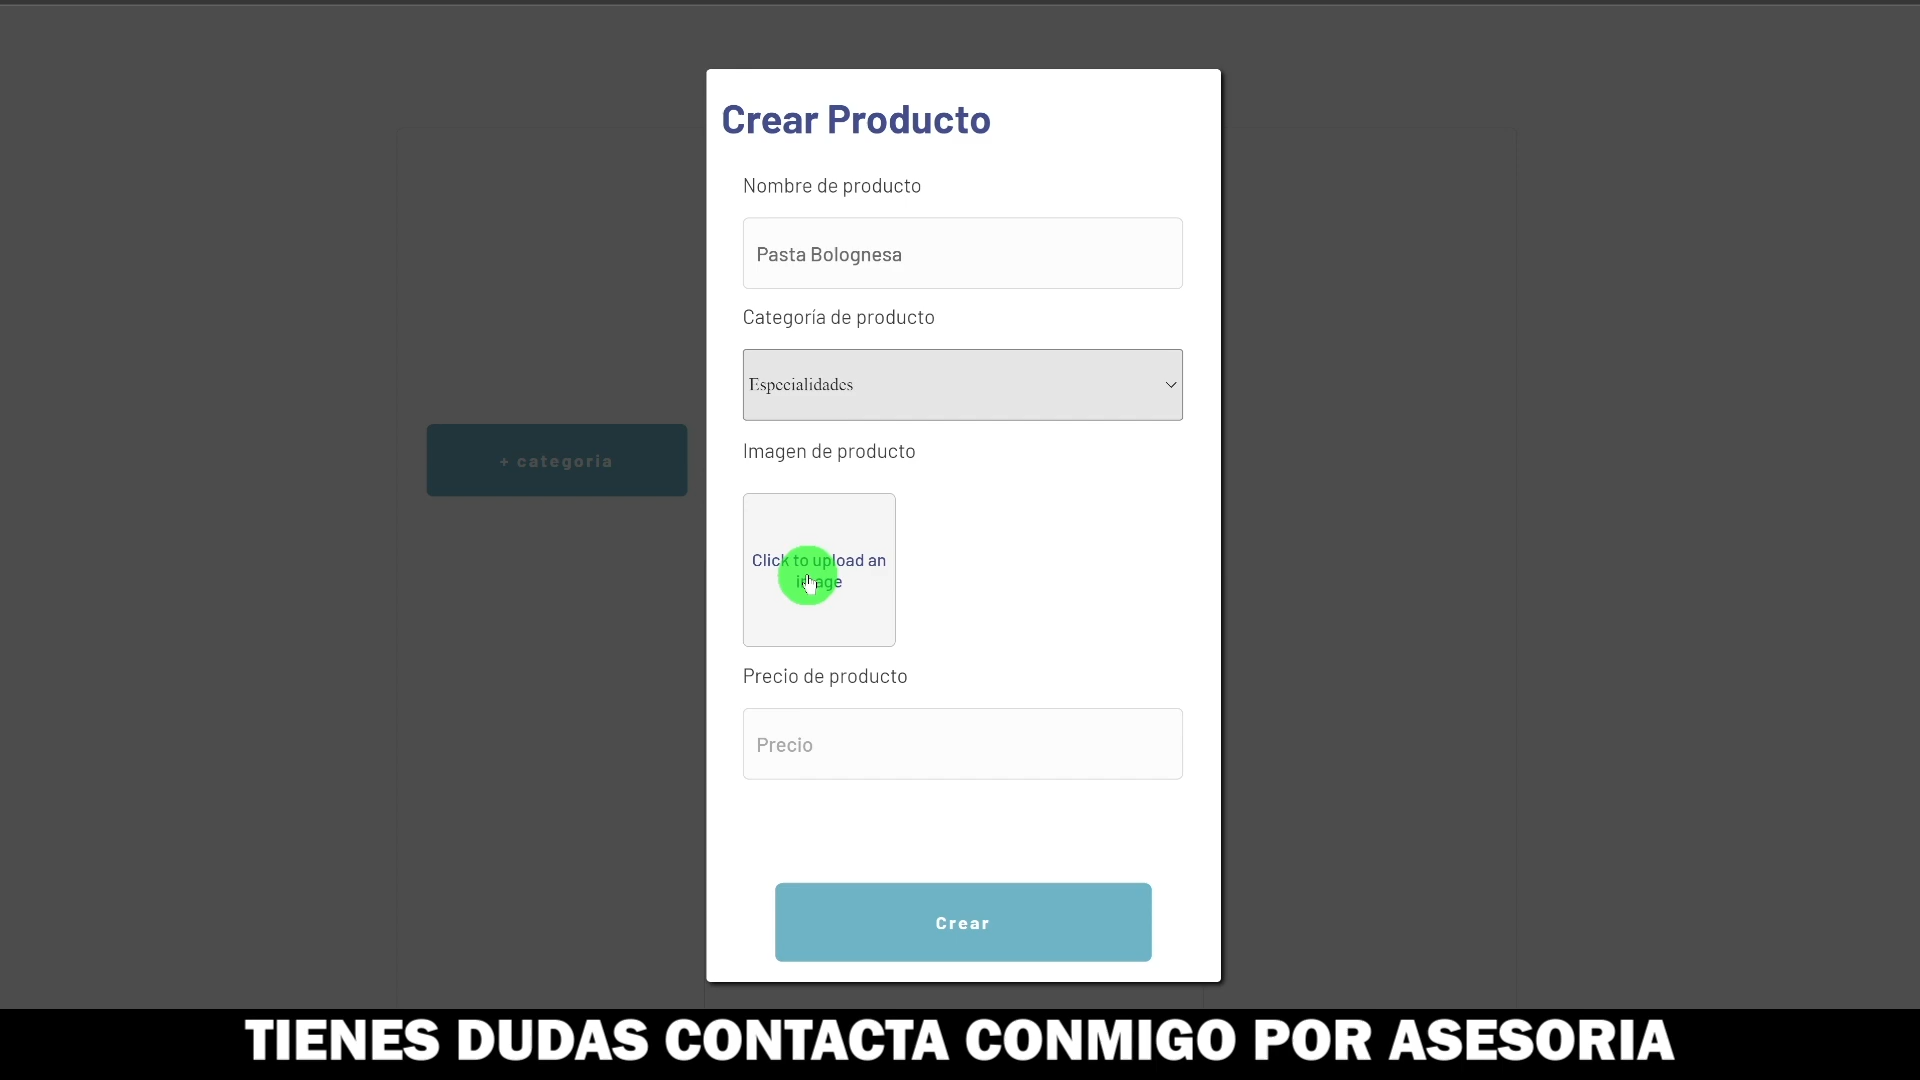 Crear Producto
Nombre de producto
Pasta Bolognesa
Categoría de producto
Especialidades
+ categoria
Imagen de producto
Click to upload an
image
Precio de producto
Precio
Crear
TIENES DUDAS CONTACTA CONMIGO POR ASESORIA